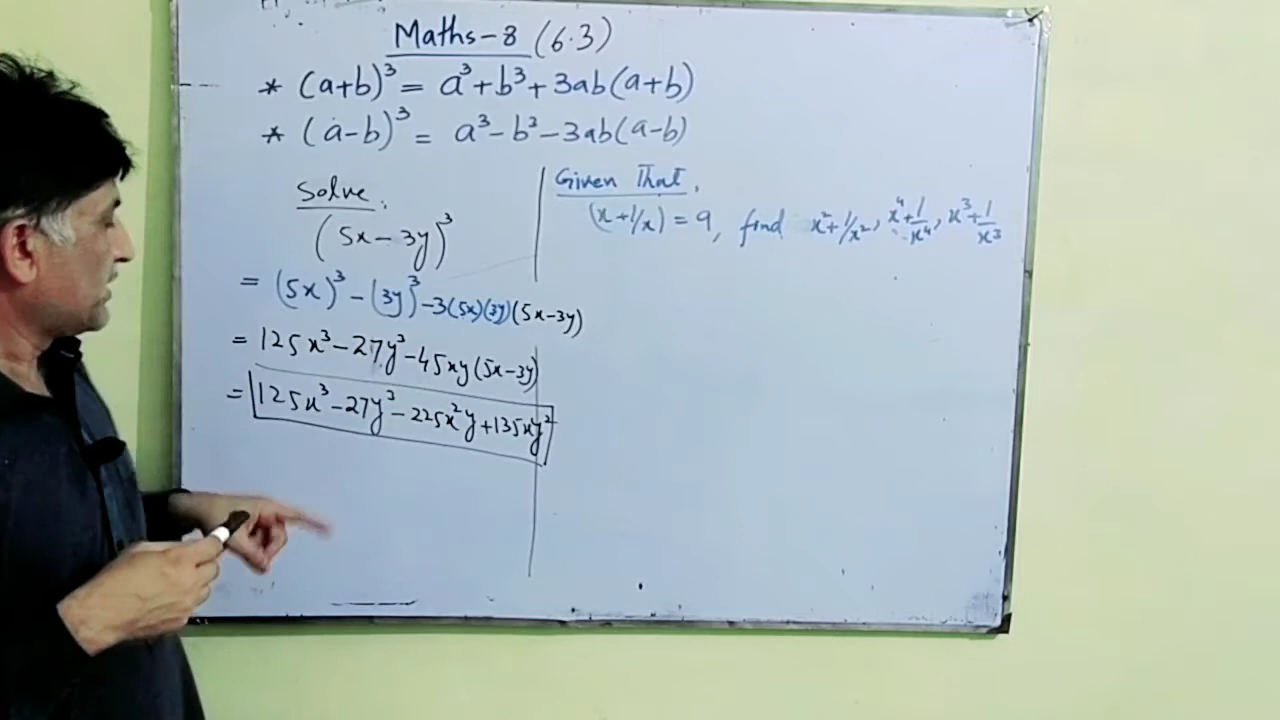 Maths-8 (6.3)
* (a+b)³ = a³+b³+3ab(a+b)
* (a-b)³ = a³-b³-3ab(a-b)
Solve.
(5x-3y)³
= (5x)³-(3y)³-3(5x)(3y)(5x-3y)
= 125x³-27y³-45xy(5x-3y)
= 125x³-27y³-225x²y+135xy²
Given That,
(x+1/x)=9, find x²+1/x², x⁴+1/x⁴, x³+1/x³